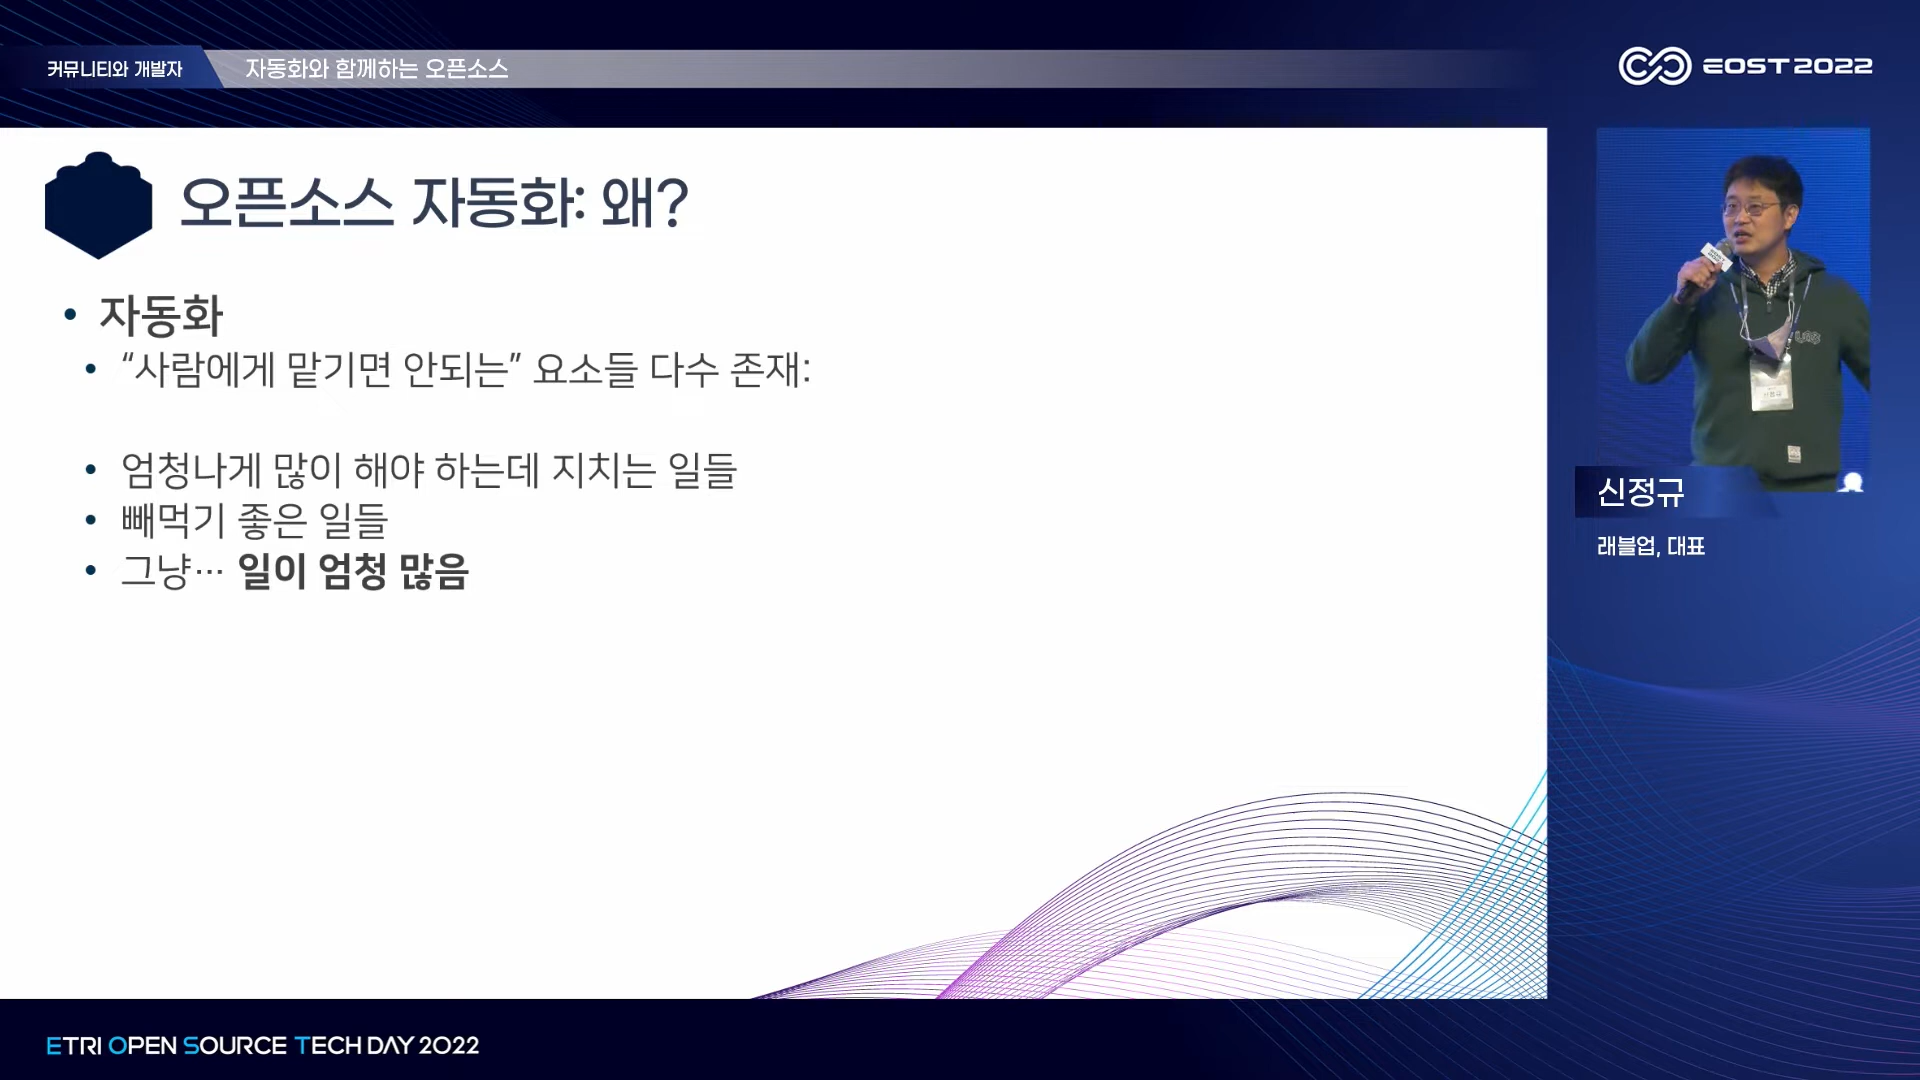 커뮤니티와 개발자
자동화와 함께하는 오픈소스
EOST 2022
오픈소스 자동화: 왜?
• 자동화
• “사람에게 맡기면 안되는” 요소들 다수 존재:
• 엄청나게 많이 해야 하는데 지치는 일들
• 빼먹기 좋은 일들
• 그냥… 일이 엄청 많음
신정규
래블업, 대표
ETRI OPEN SOURCE TECH DAY 2022